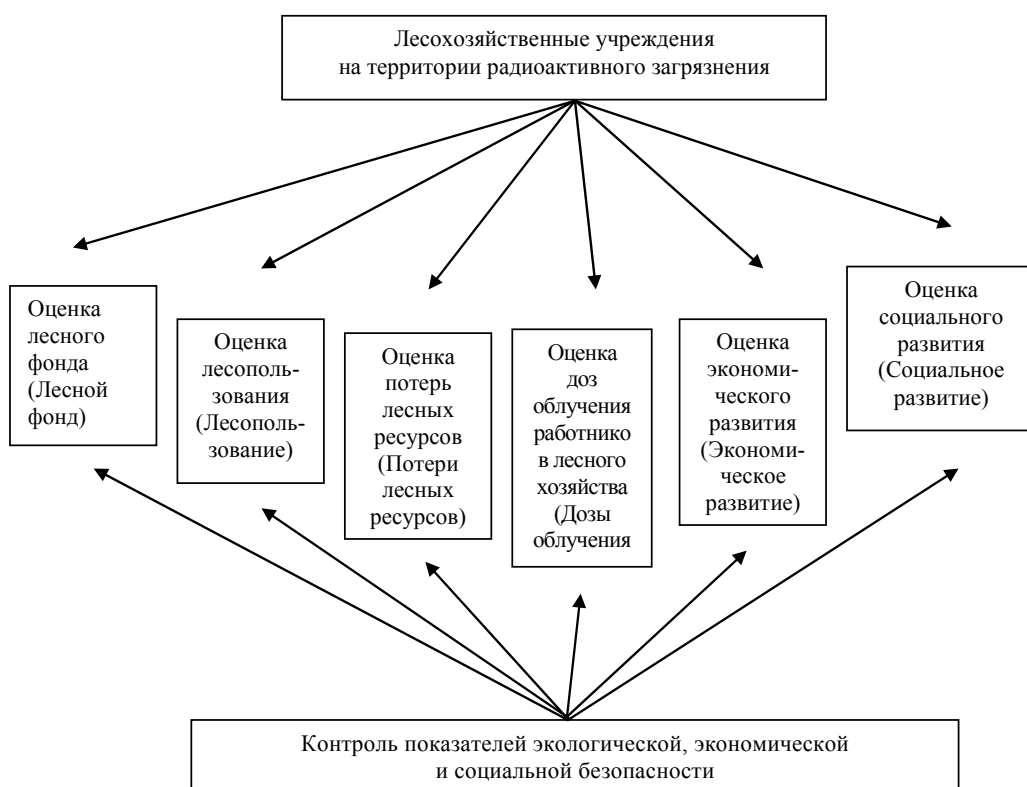 Лесохозяйственные учреждения
на территории радиоактивного загрязнения
Оценка
лесного
фонда
(Лесной
фонд)
Оценка
лесополь-
зования
(Лесополь-
зование)
Оценка
потерь
лесных
ресурсов
(Потери
лесных
ресурсов)
Оценка
доз
облучения
работнико
в лесного
хозяйства
(Дозы
облучения
Оценка
экономи-
ческого
развития
(Экономи-
ческое
развитие)
Оценка
социального
развития
(Социальное
развитие)
Контроль показателей экологической, экономической
и социальной безопасности